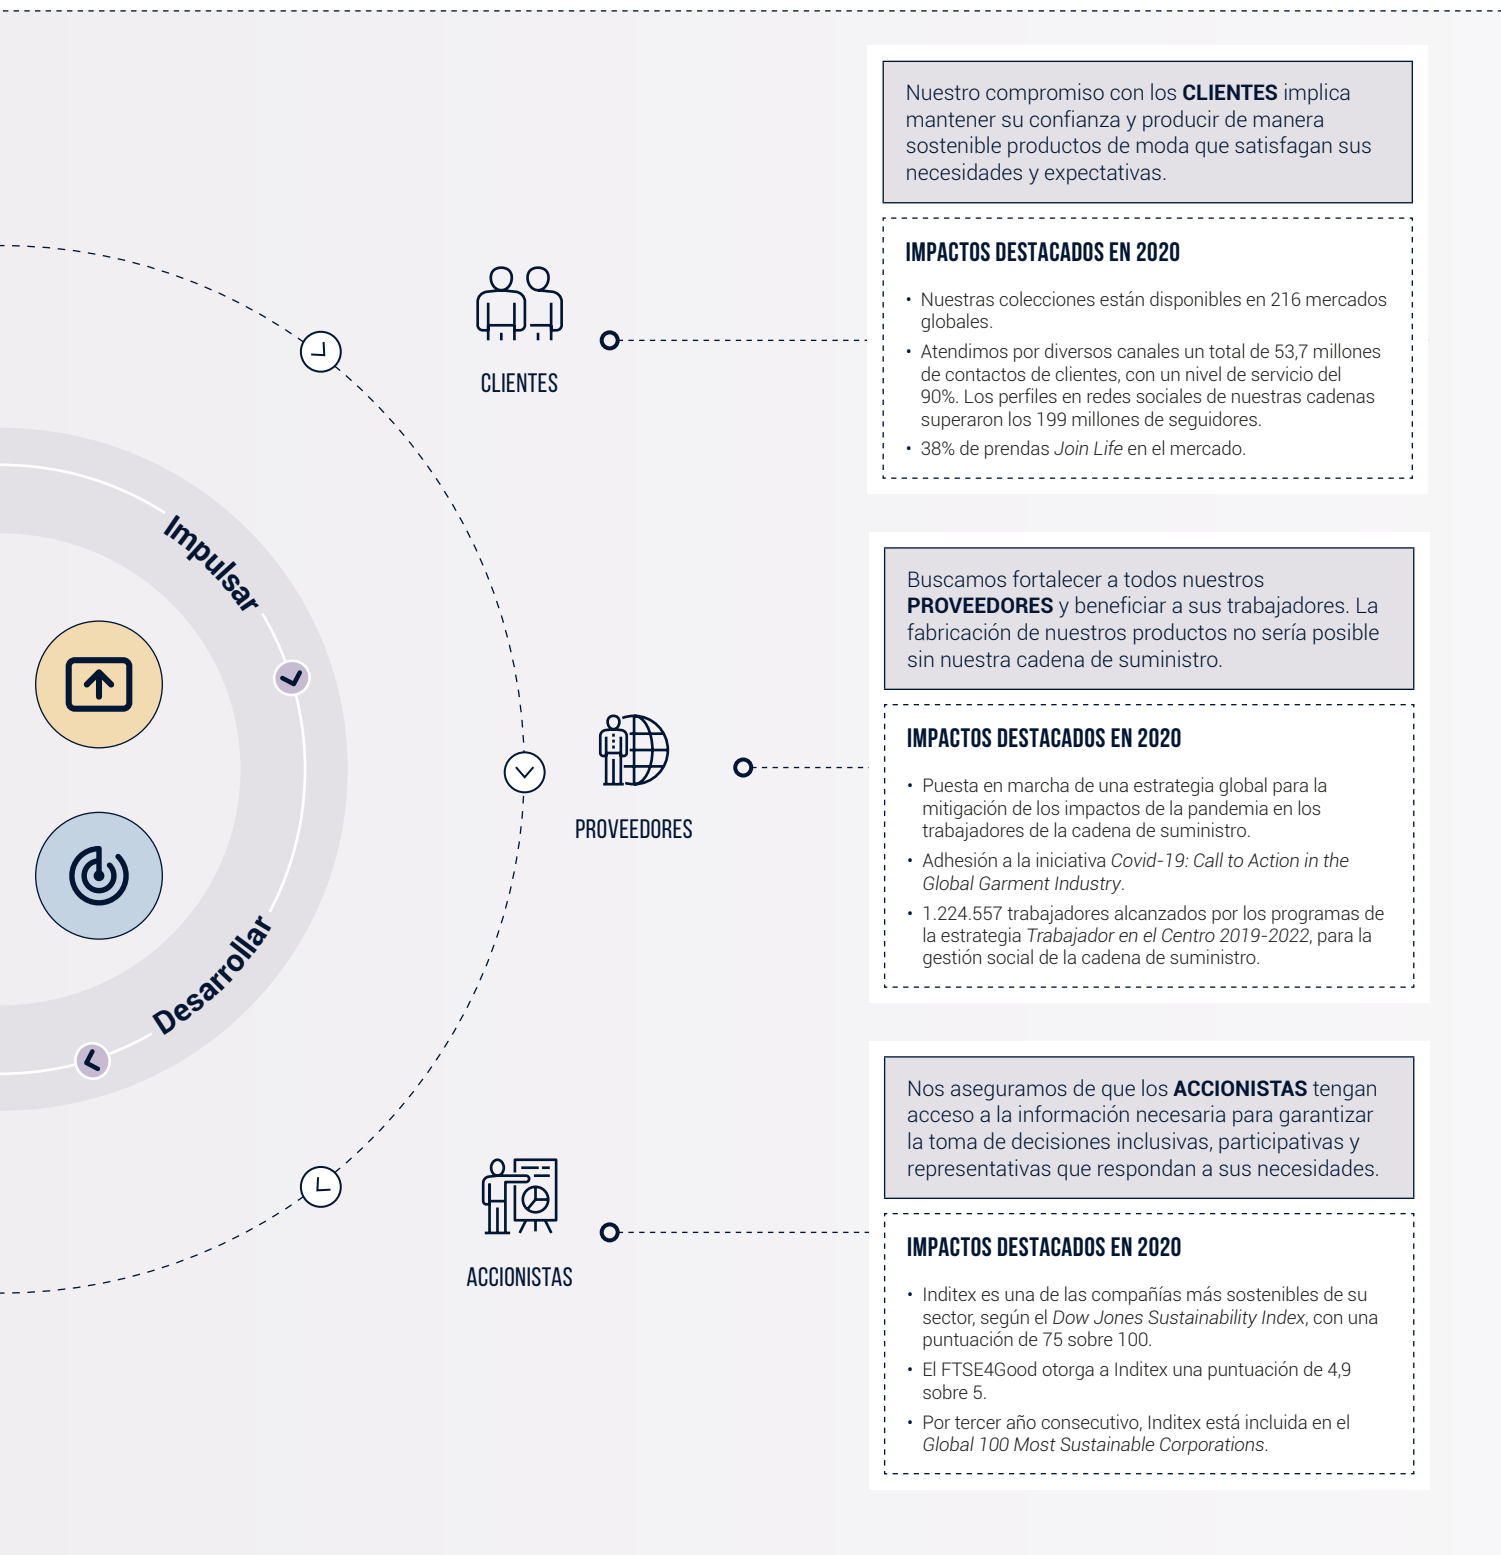 Nuestro compromiso con los CLIENTES implica
mantener su confianza y producir de manera
sostenible productos de moda que satisfagan sus
necesidades y expectativas.
IMPACTOS DESTACADOS EN 2020
• Nuestras colecciones están disponibles en 216 mercados
globales.
• Atendimos por diversos canales un total de 53,7 millones
de contactos de clientes, con un nivel de servicio del
90%. Los perfiles en redes sociales de nuestras cadenas
superaron los 199 millones de seguidores.
• 38% de prendas Join Life en el mercado.
CLIENTES
Impulsar
Buscamos fortalecer a todos nuestros
PROVEEDORES y beneficiar a sus trabajadores. La
fabricación de nuestros productos no sería posible
sin nuestra cadena de suministro.
IMPACTOS DESTACADOS EN 2020
• Puesta en marcha de una estrategia global para la
mitigación de los impactos de la pandemia en los
trabajadores de la cadena de suministro.
• Adhesión a la iniciativa Covid-19: Call to Action in the
Global Garment Industry.
• 1.224.557 trabajadores alcanzados por los programas de
la estrategia Trabajador en el Centro 2019-2022, para la
gestión social de la cadena de suministro.
PROVEEDORES
Desarrollar
Nos aseguramos de que los ACCIONISTAS tengan
acceso a la información necesaria para garantizar
la toma de decisiones inclusivas, participativas y
representativas que respondan a sus necesidades.
IMPACTOS DESTACADOS EN 2020
• Inditex es una de las compañías más sostenibles de su
sector, según el Dow Jones Sustainability Index, con una
puntuación de 75 sobre 100.
• El FTSE4Good otorga a Inditex una puntuación de 4,9
sobre 5.
• Por tercer año consecutivo, Inditex está incluida en el
Global 100 Most Sustainable Corporations.
ACCIONISTAS